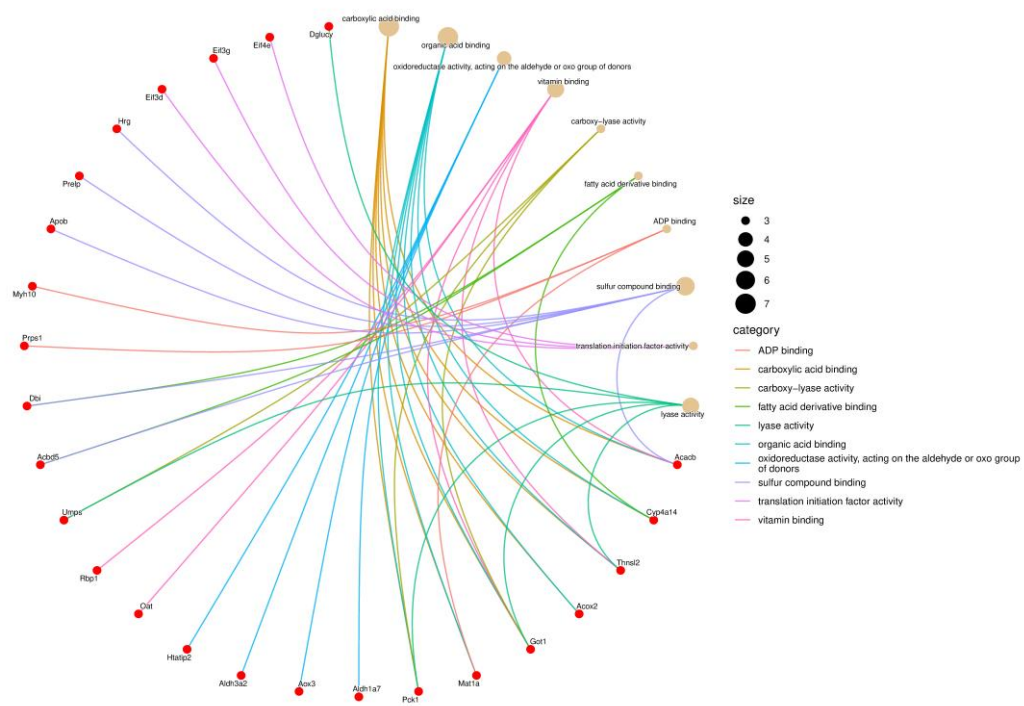 carboxylic acid binding
Dglucy
organic acid binding
Eif4e
Eif3g
oxidoreductase activity, acting on the aldehyde or oxo group of donors
vitamin binding
Eif3d
Hrg
carboxy-lyase activity
Prelp
fatty acid derivative binding
Apob
ADP binding
Myh10
sulfur compound binding
Prps1
translation initiation factor activity
Dbi
lyase activity
Acbd5
Acacb
Umps
Cyp4a14
Rbp1
Thnsl2
Oat
Acox2
Htatip2
Got1
Aldh3a2
Aox3
Aldh1a7
Pck1
Mat1a
size
3
4
5
6
7
category
ADP binding
carboxylic acid binding
carboxy-lyase activity
fatty acid derivative binding
lyase activity
organic acid binding
oxidoreductase activity, acting on the aldehyde or oxo group
of donors
sulfur compound binding
translation initiation factor activity
vitamin binding